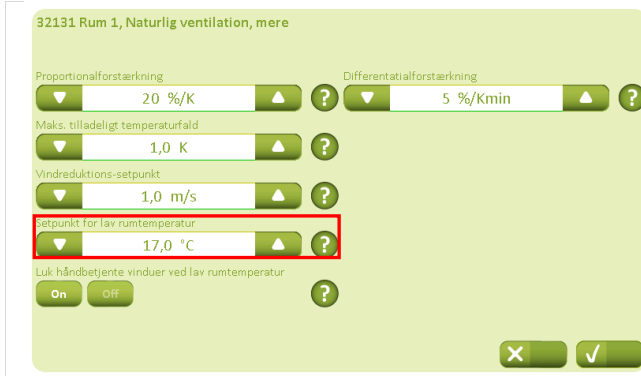 32131 Rum 1, Naturlig ventilation, mere
Proportionalforstærkning
Differentatialforstærkning
20 %/K
?
5 %/Kmin
?
Maks. tilladeligt temperaturfald
1,0 K
?
Vindreduktions-setpunkt
1,0 m/s
?
Setpunkt for lav rumtemperatur
17,0 °C
?
Luk håndbetjente vinduer ved lav rumtemperatur
On Off
?